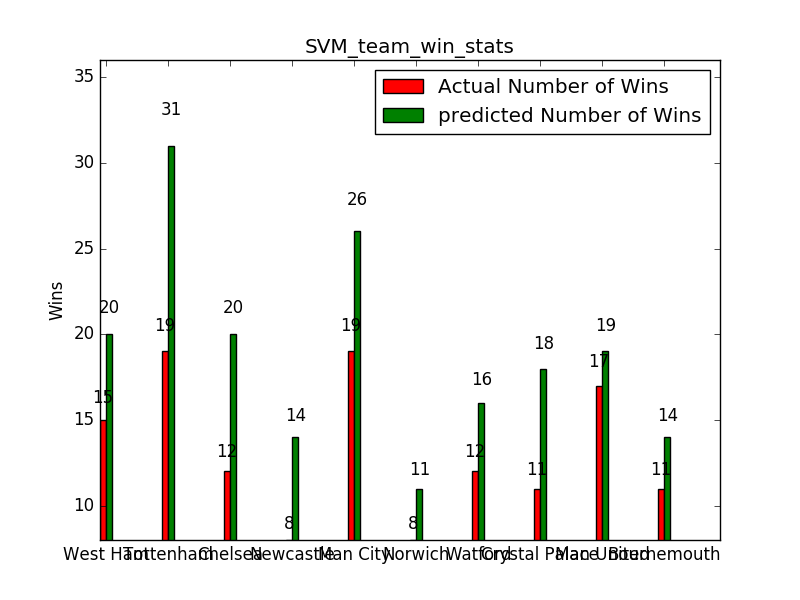 SVM_team_win_stats
Actual Number of Wins
predicted Number of Wins
Wins
35
30
25
20
15
10
15
20
19
31
12
20
8
14
19
26
8
11
12
16
11
18
17
19
11
14
West Ham
Tottenham
Chelsea
Newcastle
Man City
Norwich
Watford
Crystal Palace
Man United
Bournemouth